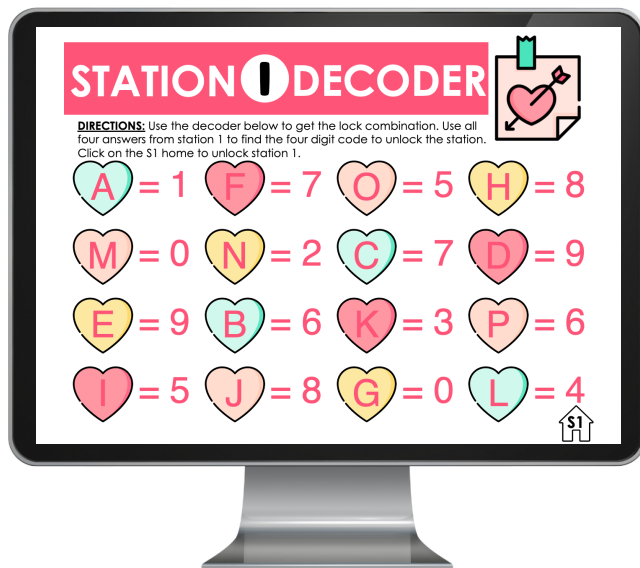 STATION 1 DECODER
DIRECTIONS: Use the decoder below to get the lock combination. Use all
four answers from station 1 to find the four digit code to unlock the station.
Click on the S1 home to unlock station 1.
A = 1 F = 7 O = 5 H = 8
M = 0 N = 2 C = 7 D = 9
E = 9 B = 6 K = 3 P = 6
I = 5 J = 8 G = 0 L = 4
S1